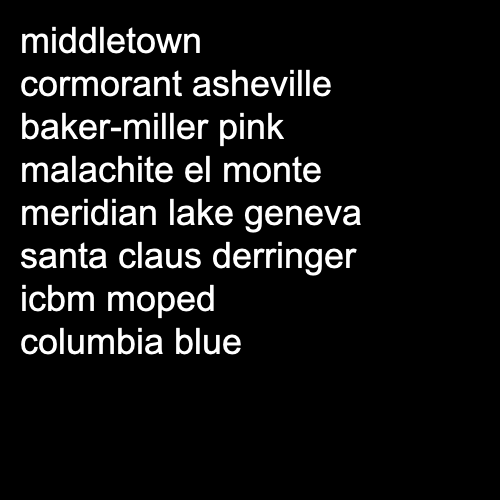 middletown
cormorant asheville
baker-miller pink
malachite el monte
meridian lake geneva
santa claus derringer
icbm moped
columbia blue